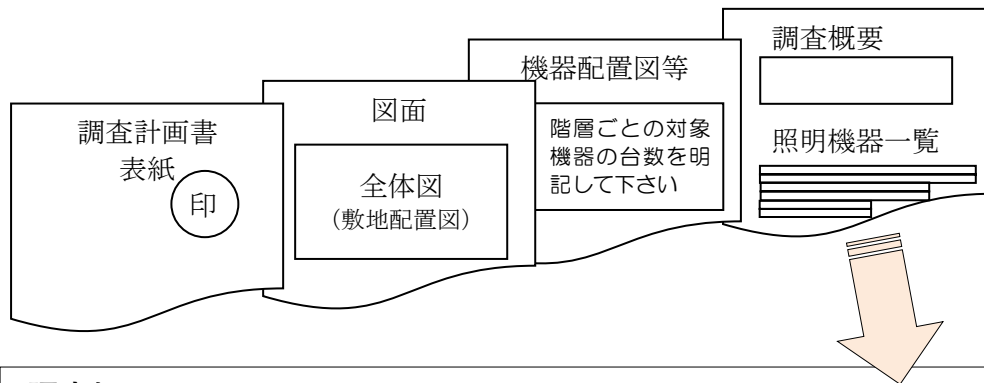 調査計画書
表紙
印
図面
全体図
(敷地配置図)
機器配置図等
階層ごとの対象
機器の台数を明
記して下さい
調査概要
照明機器一覧